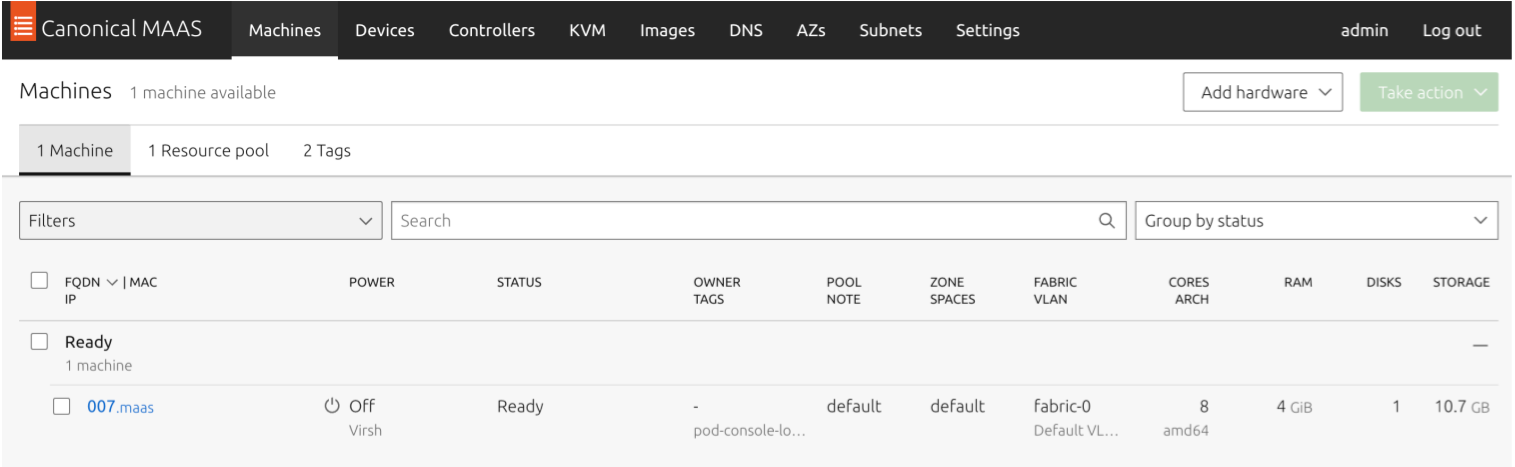 Canonical MAAS Machines Devices Controllers KVM Images DNS AZs Subnets Settings admin Log out
Machines 1 machine available Add hardware Take action
1 Machine 1 Resource pool 2 Tags
Filters Search Group by status
FQDN | MAC POWER STATUS OWNER POOL ZONE FABRIC CORES RAM DISKS STORAGE
IP TAGS NOTE SPACES VLAN ARCH
Ready —
1 machine
007.maas Off Ready - default default fabric-0 8 4 GiB 1 10.7 GB
Virsh pod-console-lo... Default VL... amd64